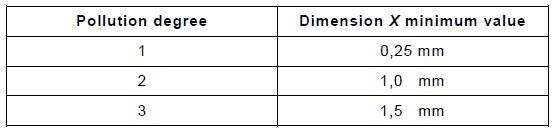 Pollution degree Dimension X minimum value
1 0,25 mm
2 1,0 mm
3 1,5 mm